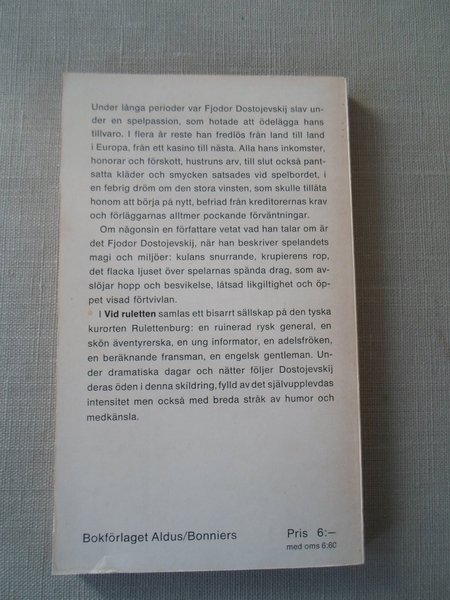 Under långa perioder var Fjodor Dostojevskij slav un-
der en spelpassion, som hotade att ödelägga hans
tillvaro. I flera år reste han fredlös från land till land
i Europa, från ett kasino till nästa. Alla hans inkomster,
honorar och förskott, hustruns arv, till slut också pant-
satta kläder och smycken satsades vid spelbordet, i
en febrig dröm om den stora vinsten, som skulle tillåta
honom att börja på nytt, befriad från kreditorernas krav
och förläggarnas alltmer pockande förväntningar.
Om någonsin en författare vetat vad han talar om är
det Fjodor Dostojevskij, när han beskriver spelandets
magi och miljöer: kulans snurrande, krupierens rop,
det flacka ljuset över spelarnas spända drag, som av-
slöjar hopp och besvikelse, låtsad likgiltighet och öp-
pet visad förtvivlan.
I Vid ruletten samlas ett bisarrt sällskap på den tyska
kurorten Rulettenburg: en ruinerad rysk general, en
skön äventyrerska, en ung informator, en adelsfröken,
en beräknande fransman, en engelsk gentleman. Un-
der dramatiska dagar och nätter följer Dostojevskij
deras öden i denna skildring, fylld av det självupplevdas
intensitet men också med breda stråk av humor och
medkänsla.
Bokförlaget Aldus/Bonniers
Pris 6:–
med oms 6:60